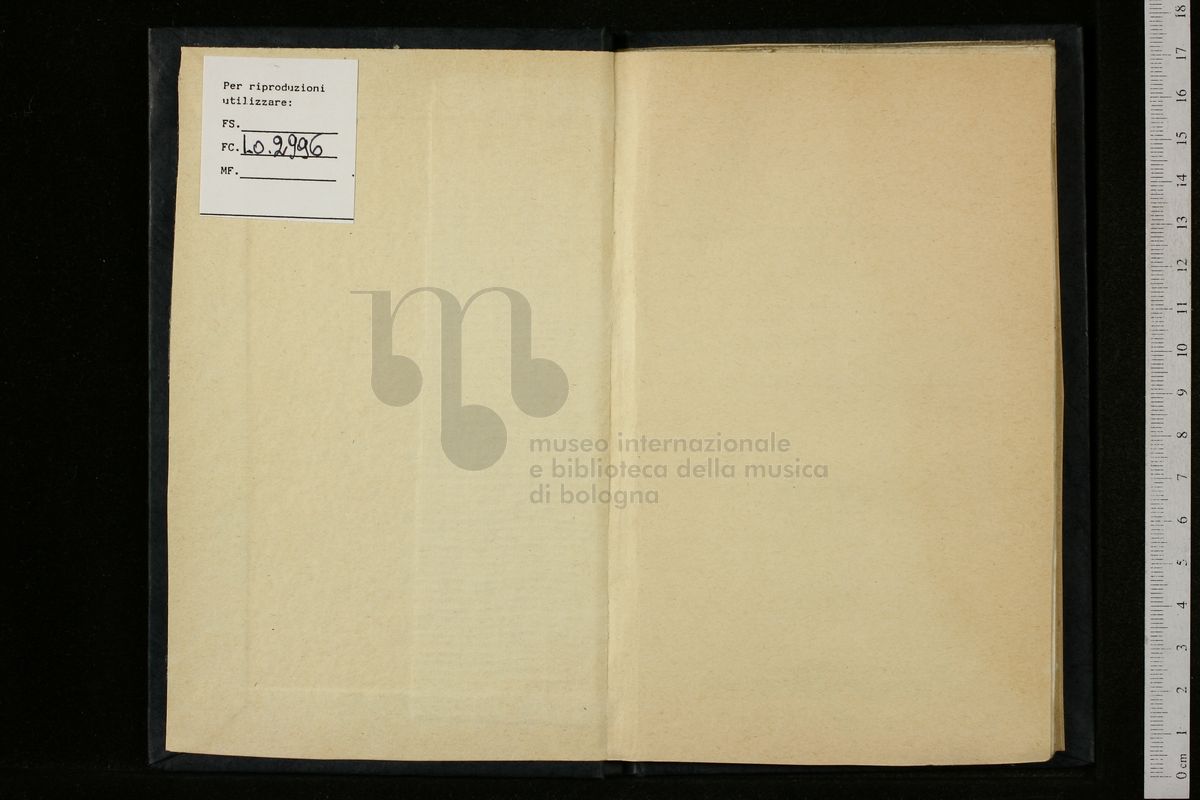 Per riproduzioni
utilizzare:
FS.
FC. Lo.2996
MF.
museo internazionale
e biblioteca della musica
di bologna
18
17
16
15
14
13
12
11
10
9
8
7
6
5
4
3
2
1
0 cm